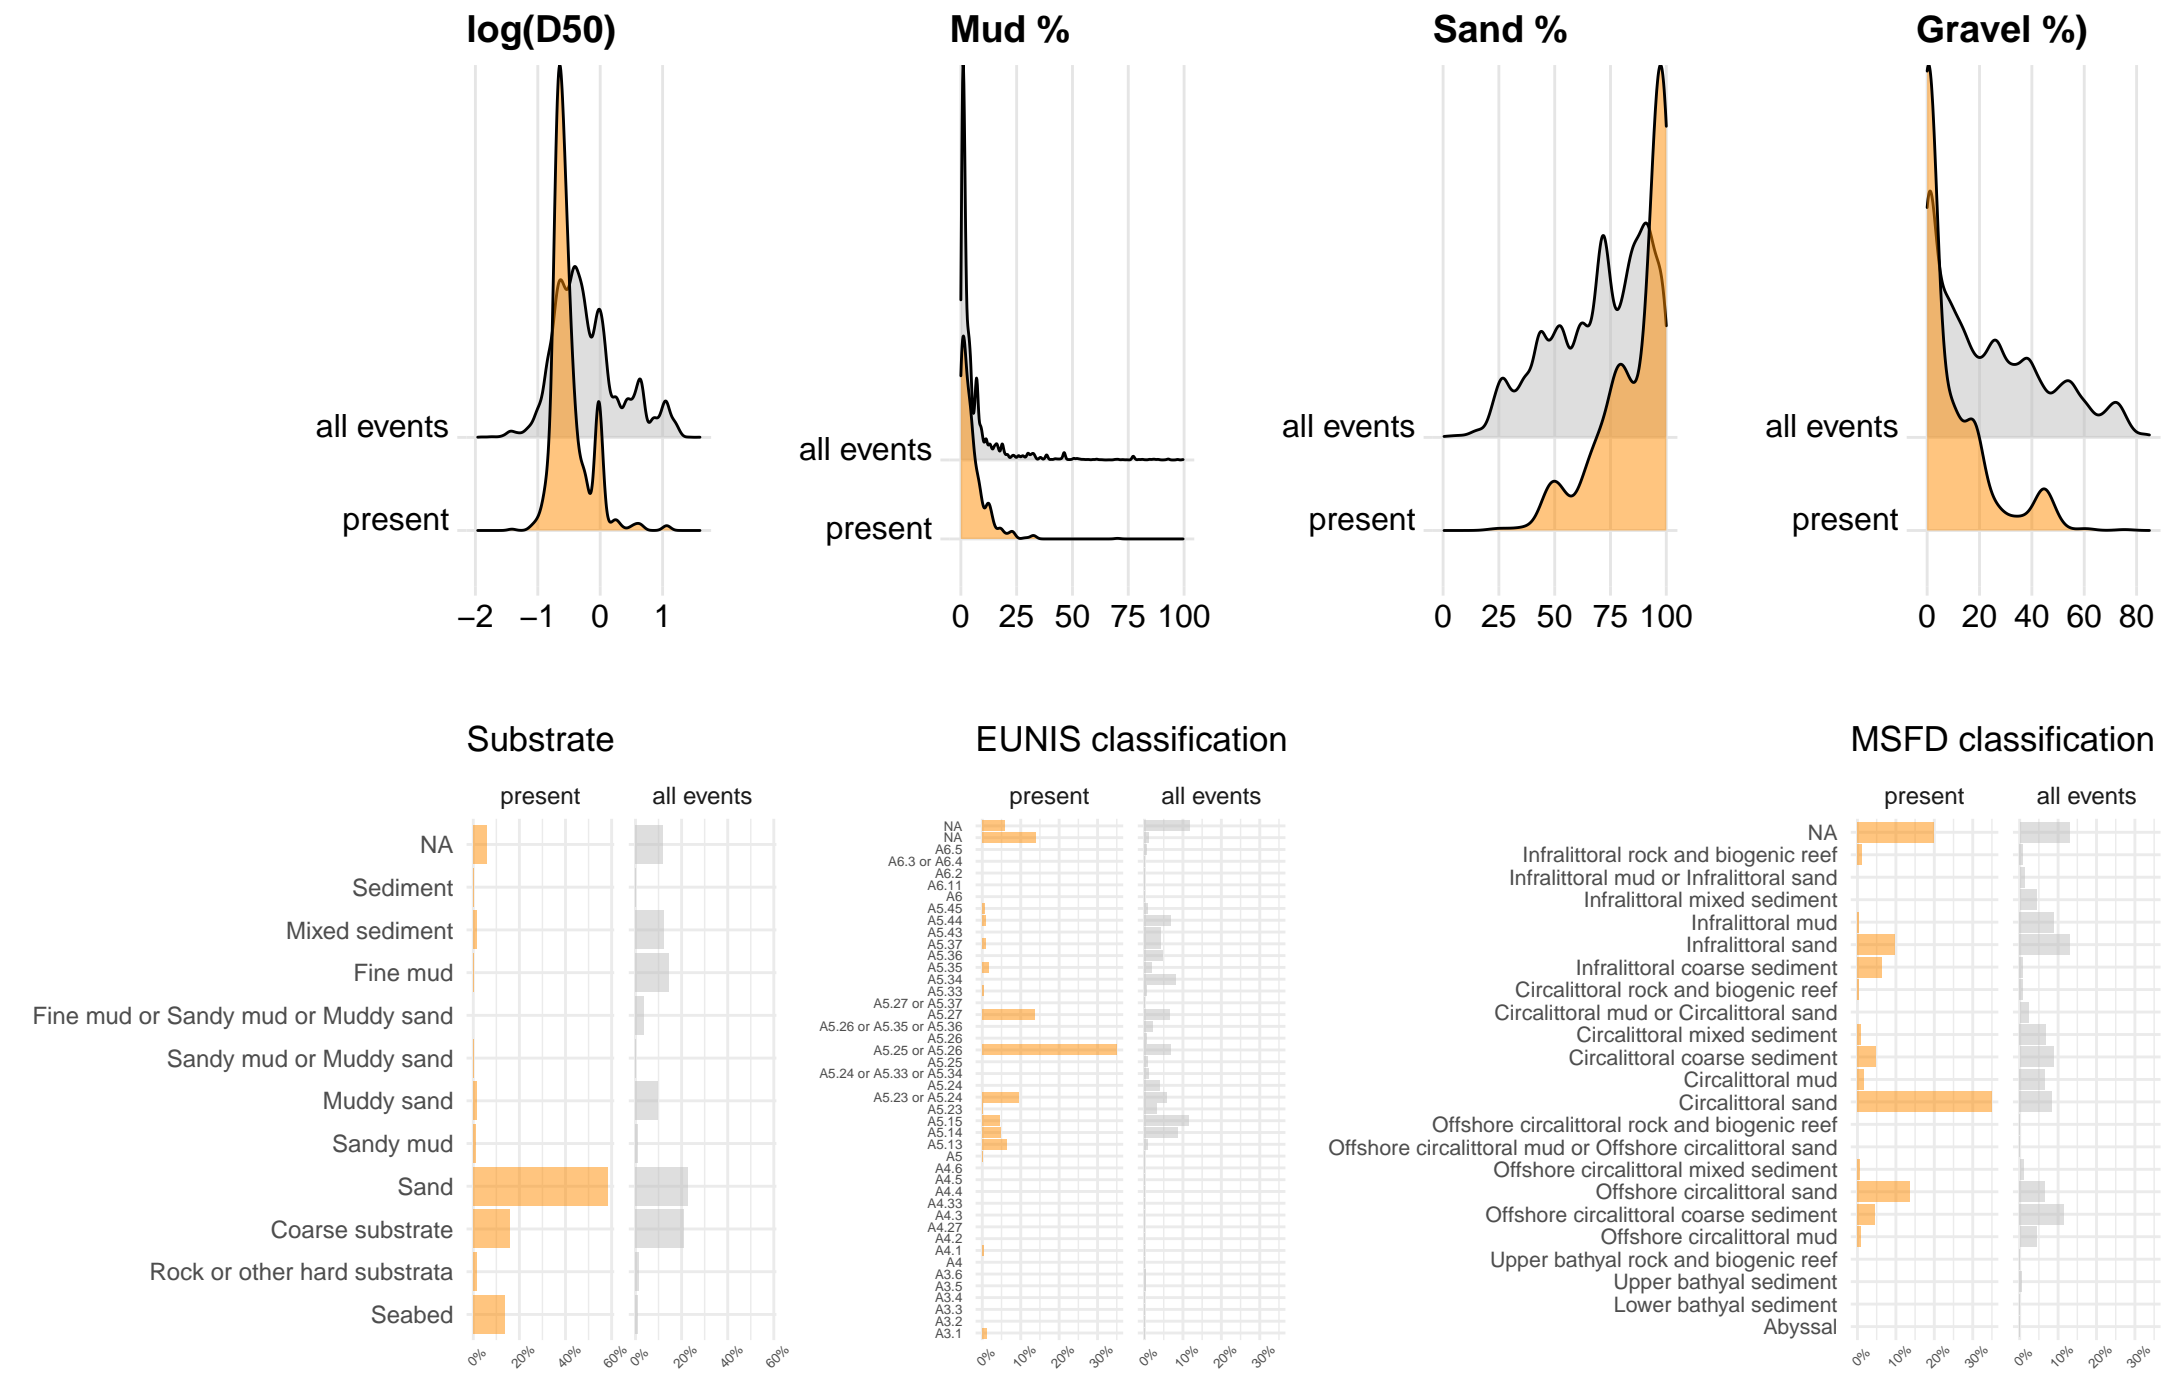 log(D50)
Mud %
Sand %
Gravel %)
all events
present
−2 −1 0 1
all events
present
0 25 50 75 100
all events
present
0 25 50 75 100
all events
present
0 20 40 60 80
Substrate
present all events
NA
Sediment
Mixed sediment
Fine mud
Fine mud or Sandy mud or Muddy sand
Sandy mud or Muddy sand
Muddy sand
Sandy mud
Sand
Coarse substrate
Rock or other hard substrata
Seabed
0% 20% 40% 60% 0% 20% 40% 60%
EUNIS classification
present all events
NA
NA
A6.5
A6.3 or A6.4
A6.2
A6.11
A6
A5.45
A5.44
A5.43
A5.37
A5.36
A5.35
A5.34
A5.33
A5.27 or A5.37
A5.27
A5.26 or A5.35 or A5.36
A5.26
A5.25 or A5.26
A5.25
A5.24 or A5.33 or A5.34
A5.24
A5.23 or A5.24
A5.23
A5.15
A5.14
A5.13
A5
A4.6
A4.5
A4.4
A4.33
A4.3
A4.27
A4.2
A4.1
A4
A3.6
A3.5
A3.4
A3.3
A3.2
A3.1
0% 10% 20% 30% 0% 10% 20% 30%
MSFD classification
present all events
NA
Infralittoral rock and biogenic reef
Infralittoral mud or Infralittoral sand
Infralittoral mixed sediment
Infralittoral mud
Infralittoral sand
Infralittoral coarse sediment
Circalittoral rock and biogenic reef
Circalittoral mud or Circalittoral sand
Circalittoral mixed sediment
Circalittoral coarse sediment
Circalittoral mud
Circalittoral sand
Offshore circalittoral rock and biogenic reef
Offshore circalittoral mud or Offshore circalittoral sand
Offshore circalittoral mixed sediment
Offshore circalittoral sand
Offshore circalittoral coarse sediment
Offshore circalittoral mud
Upper bathyal rock and biogenic reef
Upper bathyal sediment
Lower bathyal sediment
Abyssal
0% 10% 20% 30% 0% 10% 20% 30%